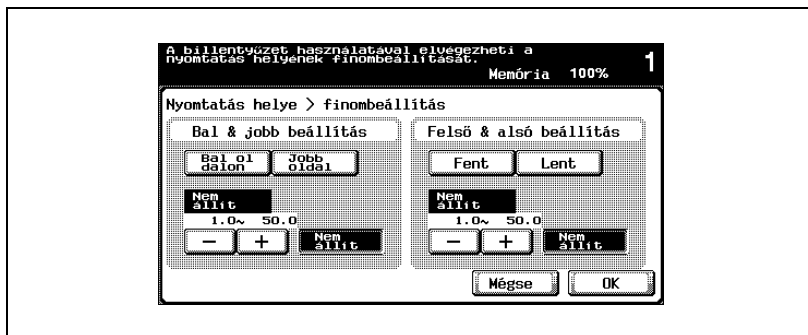 A billentyűzet használatával elvégezheti a
nyomtatás helyének finombeállítását.
Memória 100% 1
Nyomtatás helye > finombeállítás
Bal & jobb beállítás
Bal ol
dalon
Jobb
oldal
Nem
állít
1.0~ 50.0
− +
Nem
állít
Felsö & alsó beállítás
Fent Lent
Nem
állít
1.0~ 50.0
− +
Nem
állít
Mégse OK